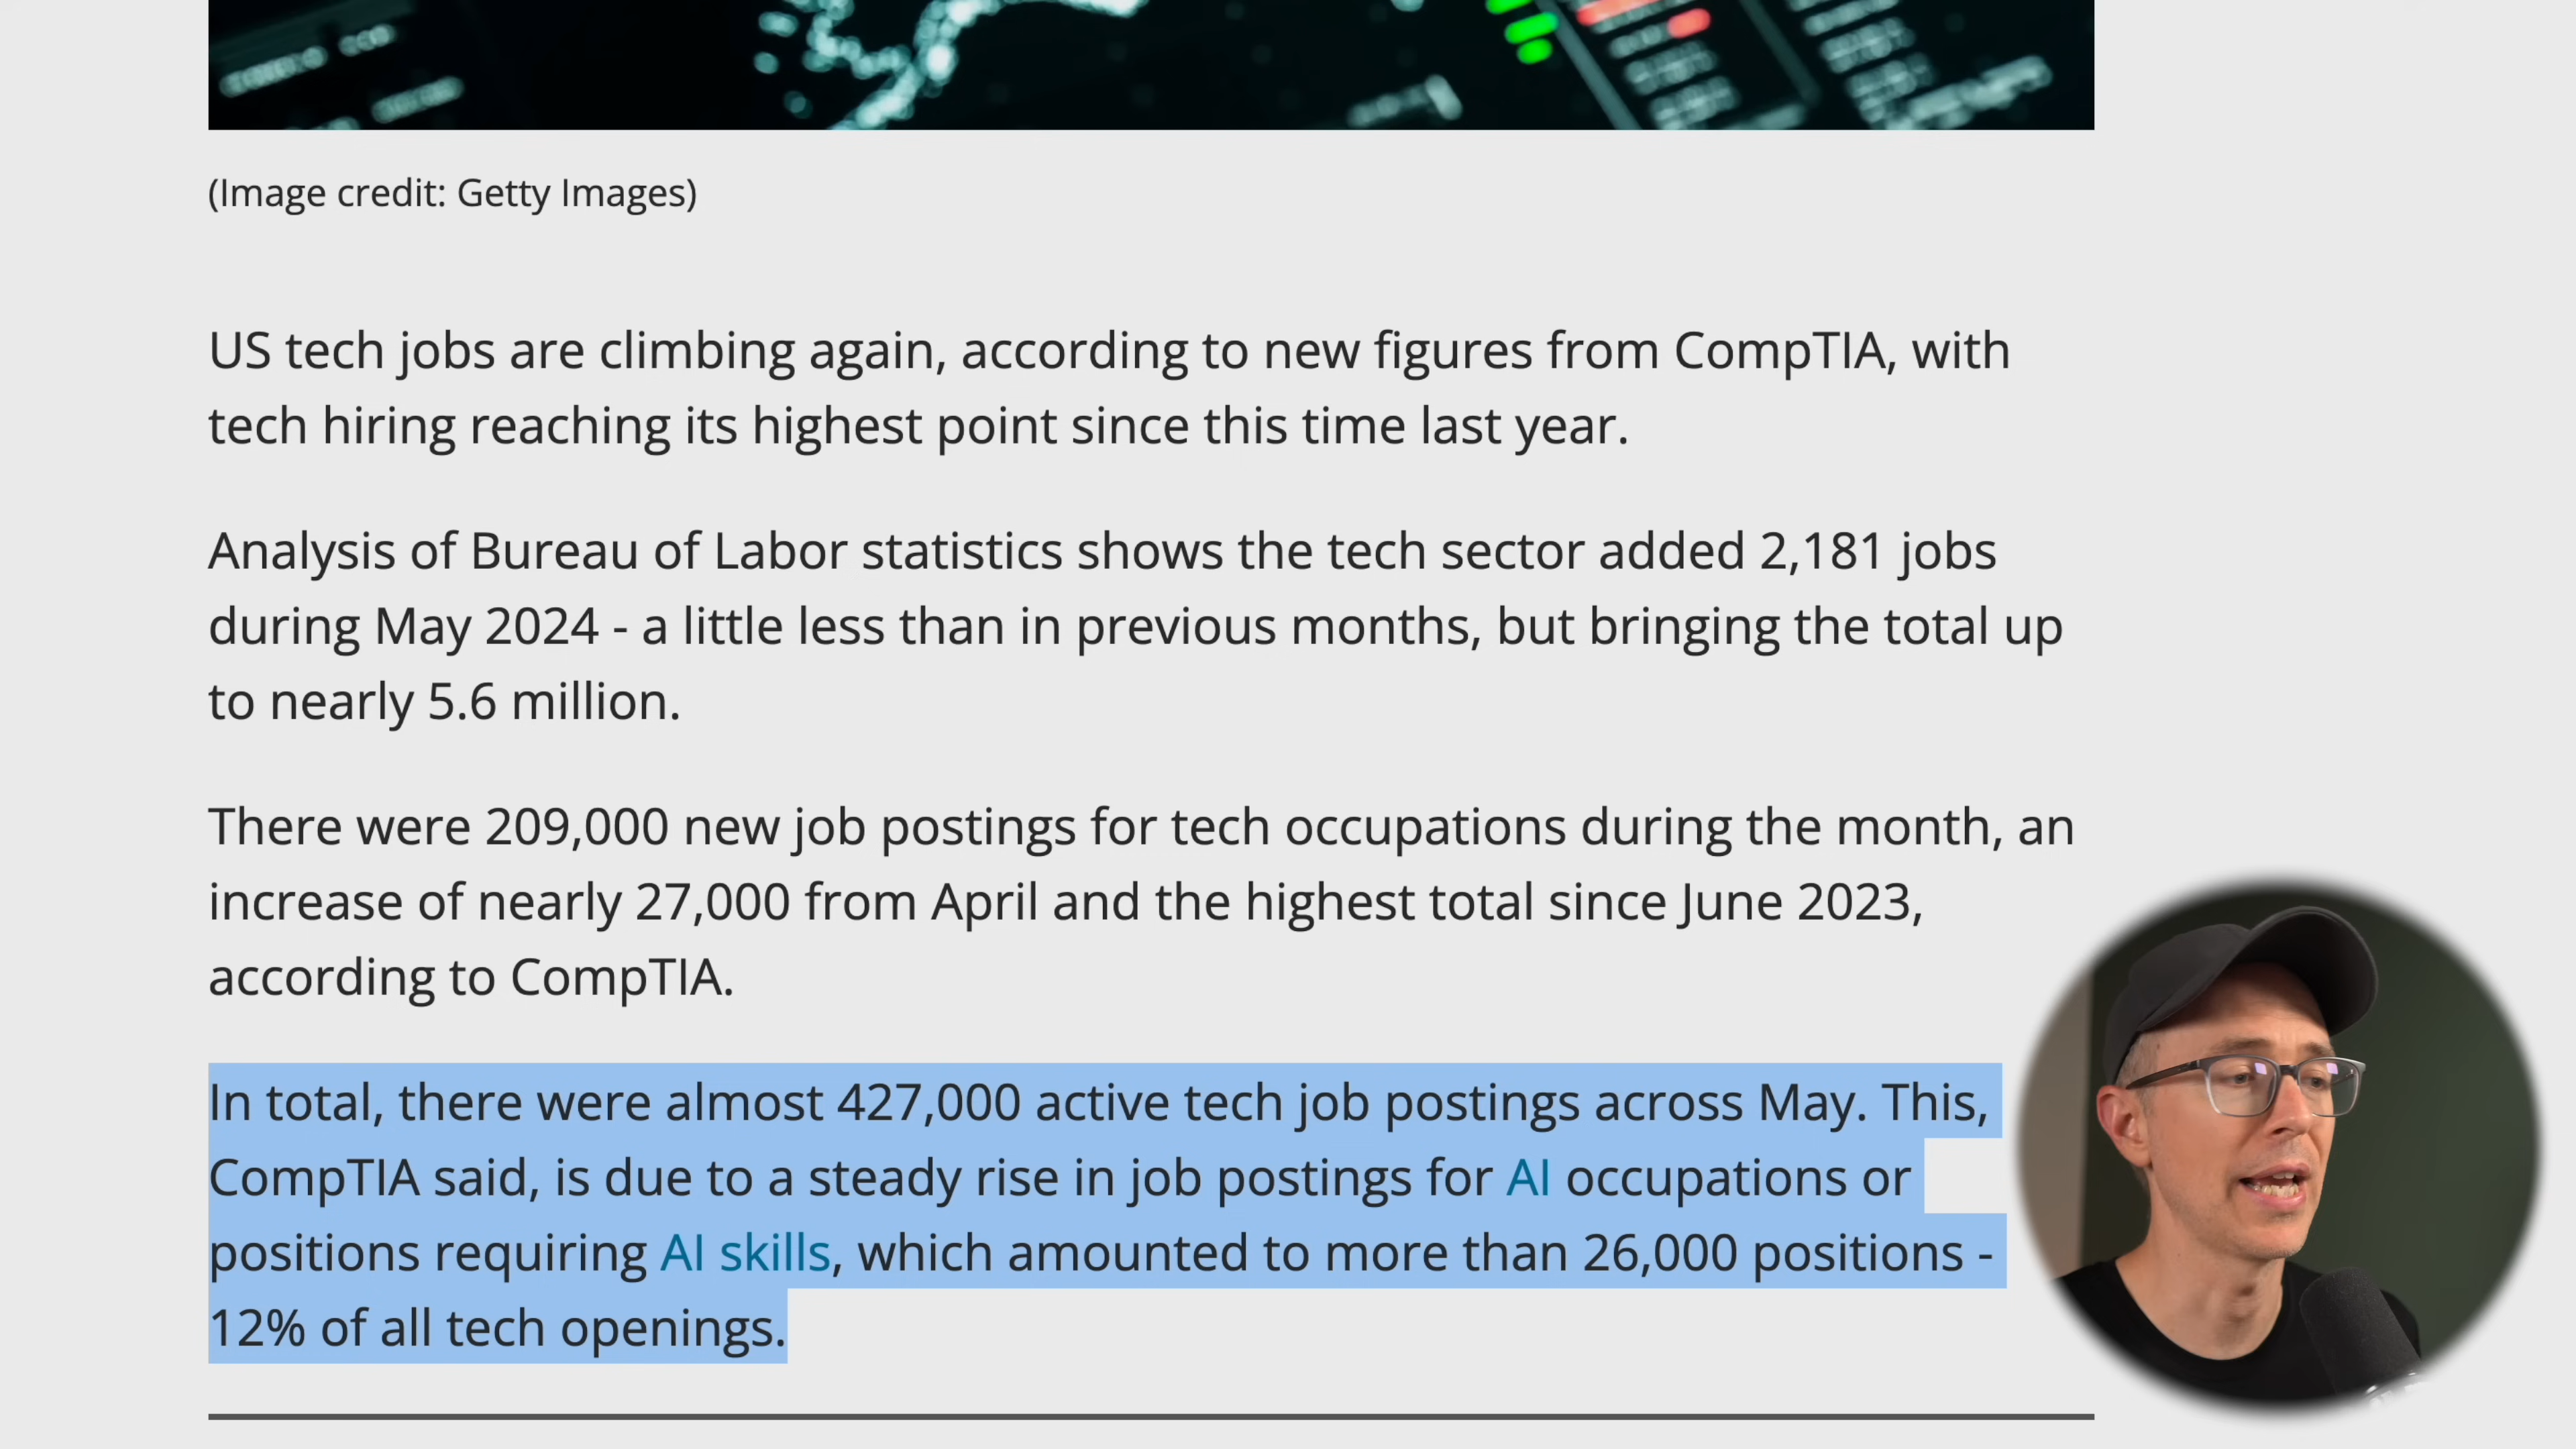 (Image credit: Getty Images)
US tech jobs are climbing again, according to new figures from CompTIA, with
tech hiring reaching its highest point since this time last year.
Analysis of Bureau of Labor statistics shows the tech sector added 2,181 jobs
during May 2024 - a little less than in previous months, but bringing the total up
to nearly 5.6 million.
There were 209,000 new job postings for tech occupations during the month, an
increase of nearly 27,000 from April and the highest total since June 2023,
according to CompTIA.
In total, there were almost 427,000 active tech job postings across May. This,
CompTIA said, is due to a steady rise in job postings for AI occupations or
positions requiring AI skills, which amounted to more than 26,000 positions -
12% of all tech openings.